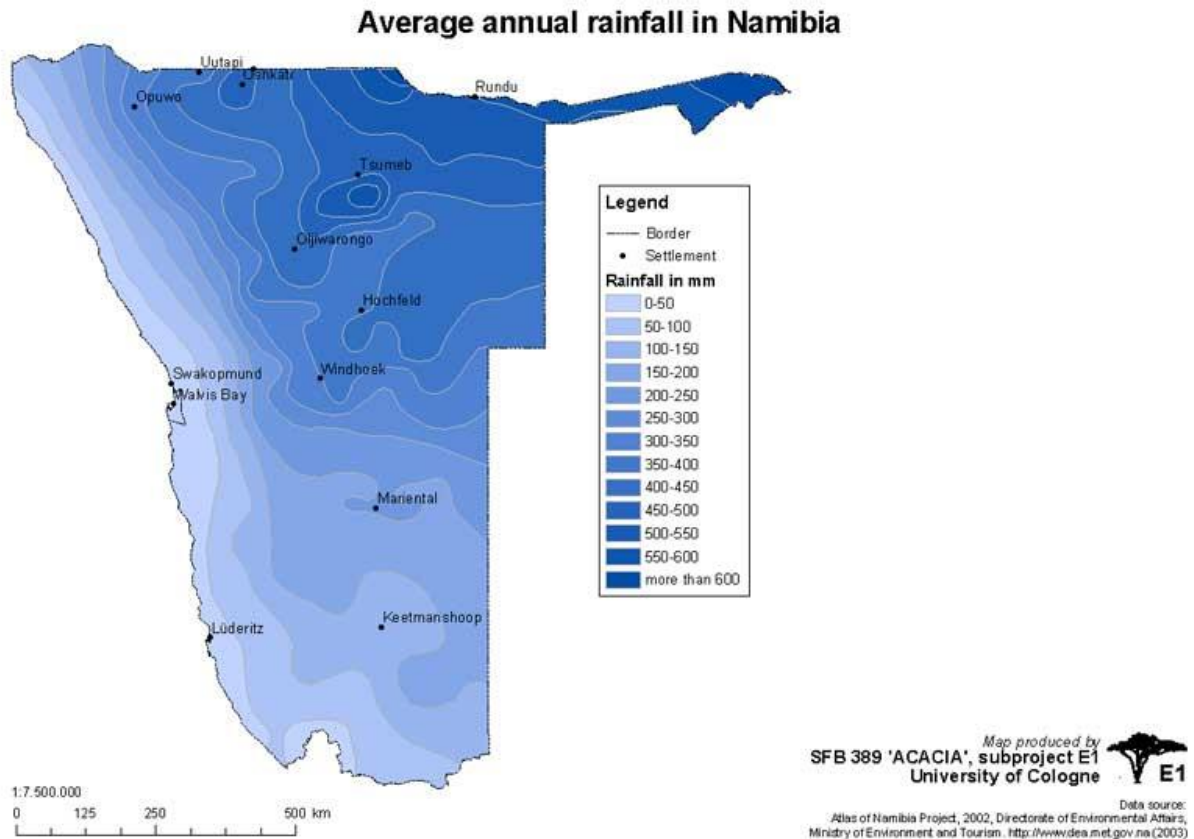 Average annual rainfall in Namibia
Uutapi
Oshkati
Rundu
Opuwo
Tsumeb
Otjiwarongo
Hochfeld
Windhoek
Swakopmund
Walvis Bay
Mariental
Keetmanshoop
Lüderitz
Legend
Border
Settlement
Rainfall in mm
0-50
50-100
100-150
150-200
200-250
250-300
300-350
350-400
400-450
450-500
500-550
550-600
more than 600
1:7.500.000
0 125 250 500 km
Map produced by
SFB 389 'ACACIA', subproject E1
University of Cologne
E1
Data source:
Atlas of Namibia Project, 2002, Directorate of Environmental Affairs,
Ministry of Environment and Tourism. http://www.dea.met.gov.na (2003)